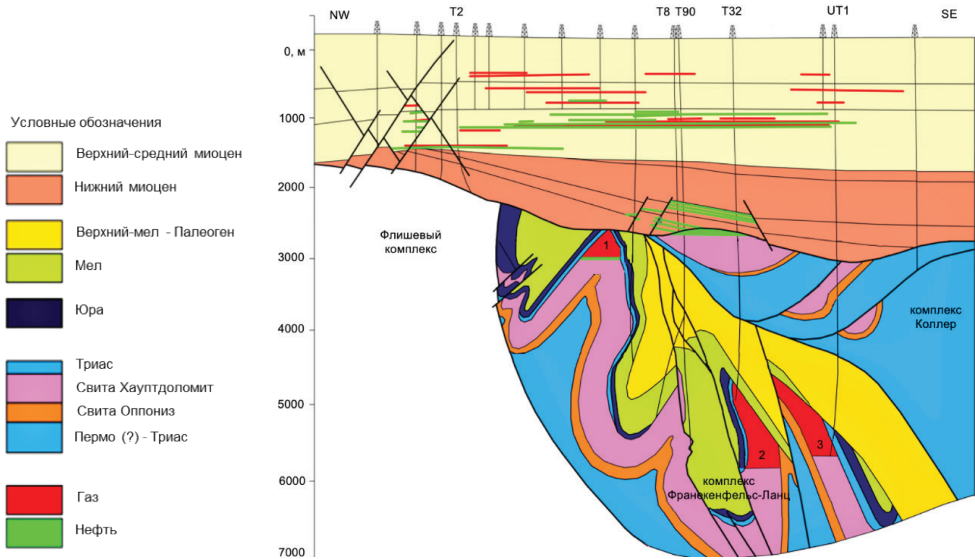 NW
T2
T8 T90
T32
UT1
SE
0, м
1000
2000
3000
4000
5000
6000
7000
Условные обозначения
Верхний-средний миоцен
Нижний миоцен
Верхний-мел - Палеоген
Мел
Юра
Триас
Свита Хауптдоломит
Свита Оппониз
Пермо (?) - Триас
Газ
Нефть
Флишевый
комплекс
1
2
3
комплекс
Коллер
комплекс
Франекенфельс-Ланц